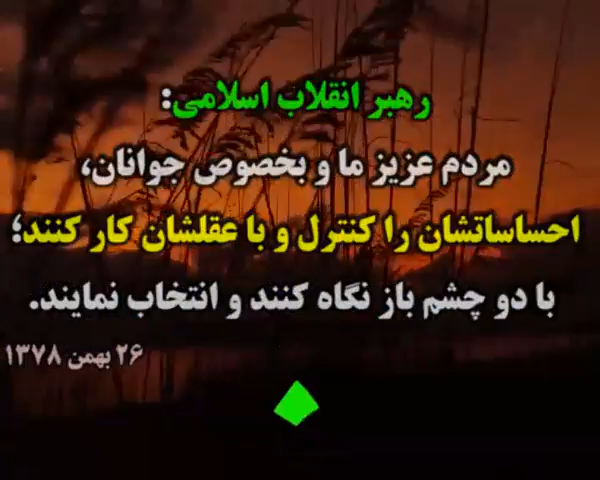 رهبر انقلاب اسلامی:
مردم عزیز ما و بخصوص جوانان،
احساساتشان را کنترل و با عقلشان کار کنند؛
با دو چشم باز نگاه کنند و انتخاب نمایند.
۲۶ بهمن ۱۳۷۸